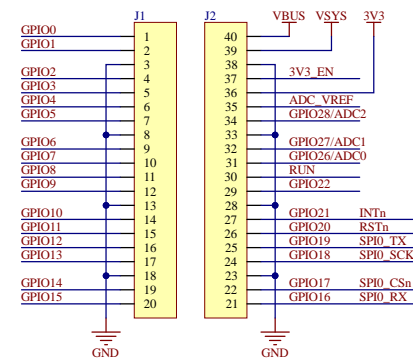 J1 J2 VBUS VSYS 3V3
GPIO0 1 40
GPIO1 2 39
3 38
GPIO2 4 37 3V3_EN
GPIO3 5 36
GPIO4 6 35 ADC_VREF
GPIO5 7 34 GPIO28/ADC2
8 33
GPIO6 9 32 GPIO27/ADC1
GPIO7 10 31 GPIO26/ADC0
GPIO8 11 30 RUN
GPIO9 12 29 GPIO22
13 28
GPIO10 14 27 GPIO21 INTn
GPIO11 15 26 GPIO20 RSTn
GPIO12 16 25 GPIO19 SPI0_TX
GPIO13 17 24 GPIO18 SPI0_SCK
18 23
GPIO14 19 22 GPIO17 SPI0_CSn
GPIO15 20 21 GPIO16 SPI0_RX
GND GND